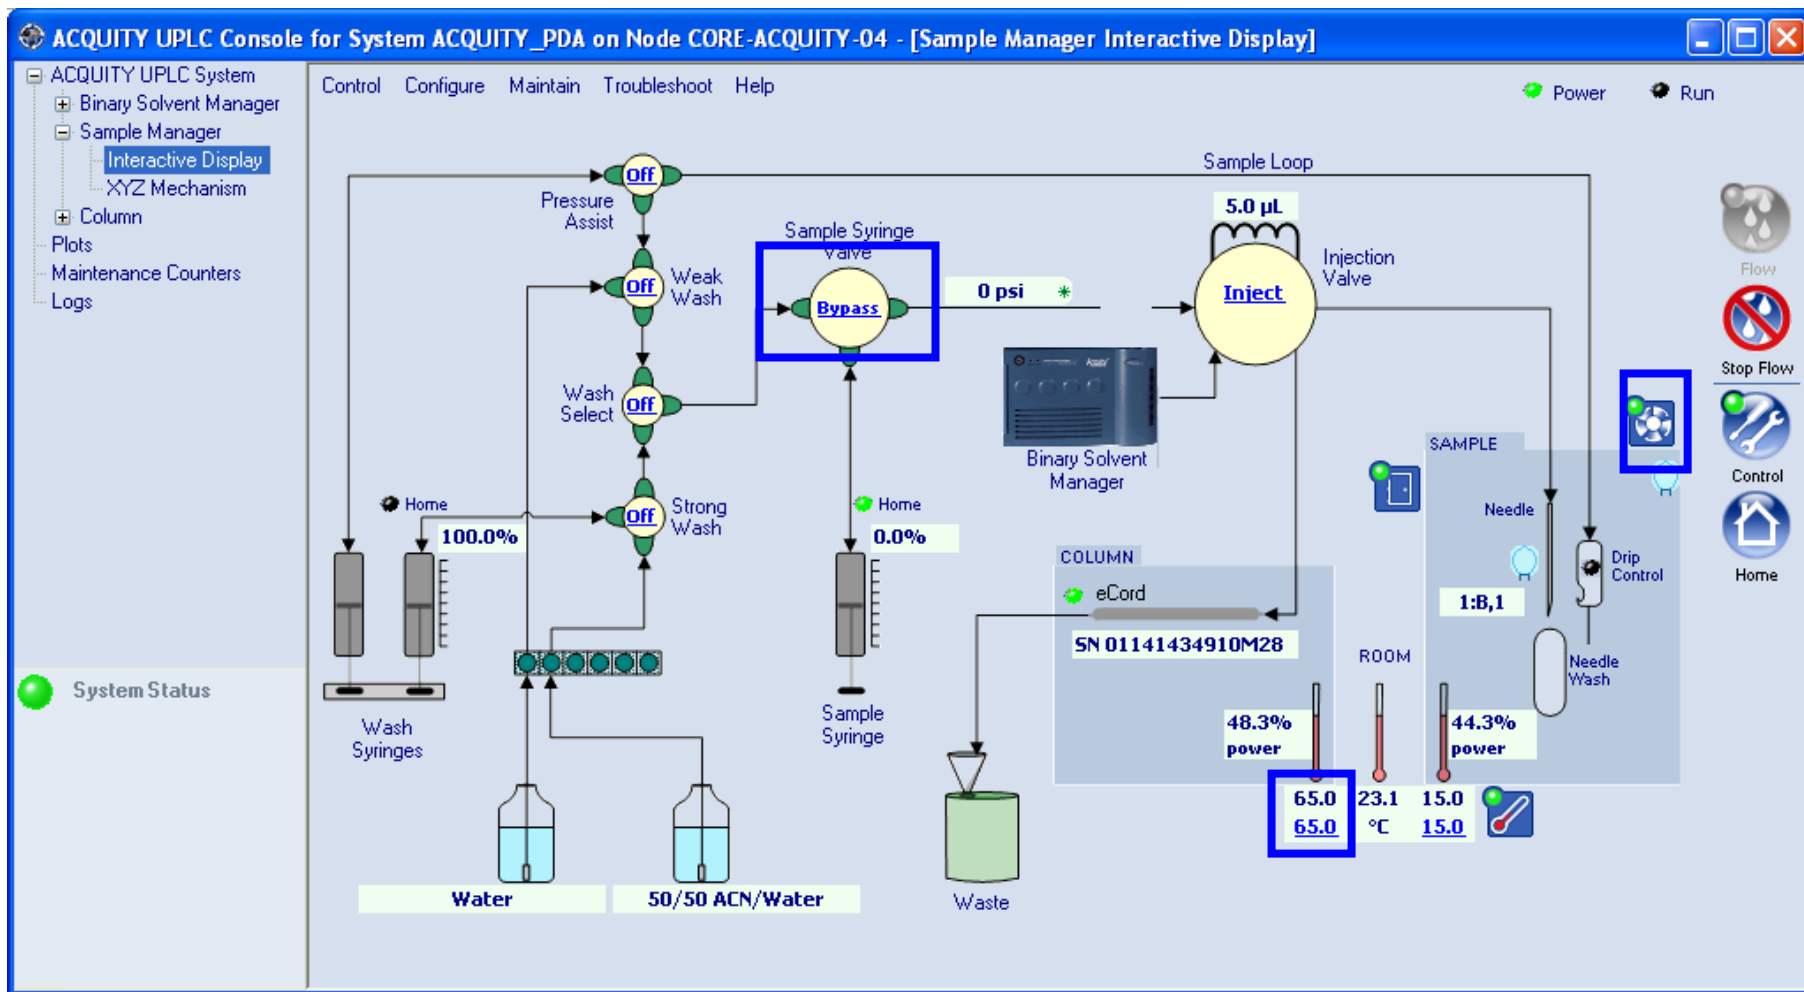 ACQUITY UPLC Console for System ACQUITY_PDA on Node CORE-ACQUITY-04 - [Sample Manager Interactive Display]
ACQUITY UPLC System
Binary Solvent Manager
Sample Manager
Interactive Display
XYZ Mechanism
Column
Plots
Maintenance Counters
Logs
System Status
Control Configure Maintain Troubleshoot Help
Power Run
Off
Pressure
Assist
Off
Weak
Wash
Wash
Select
Off
Off
Strong
Wash
Home
100.0%
Wash
Syringes
Water
50/50 ACN/Water
Sample Syringe
Valve
Bypass
0 psi *
Home
0.0%
Sample
Syringe
Sample Loop
5.0 µL
Inject
Injection
Valve
Binary Solvent
Manager
COLUMN
eCord
SN 01141434910M28
48.3%
power
Waste
ROOM
SAMPLE
Needle
1:B,1
Drip
Control
Needle
Wash
44.3%
power
65.0 23.1 15.0
65.0 °C 15.0
Flow
Stop Flow
Control
Home